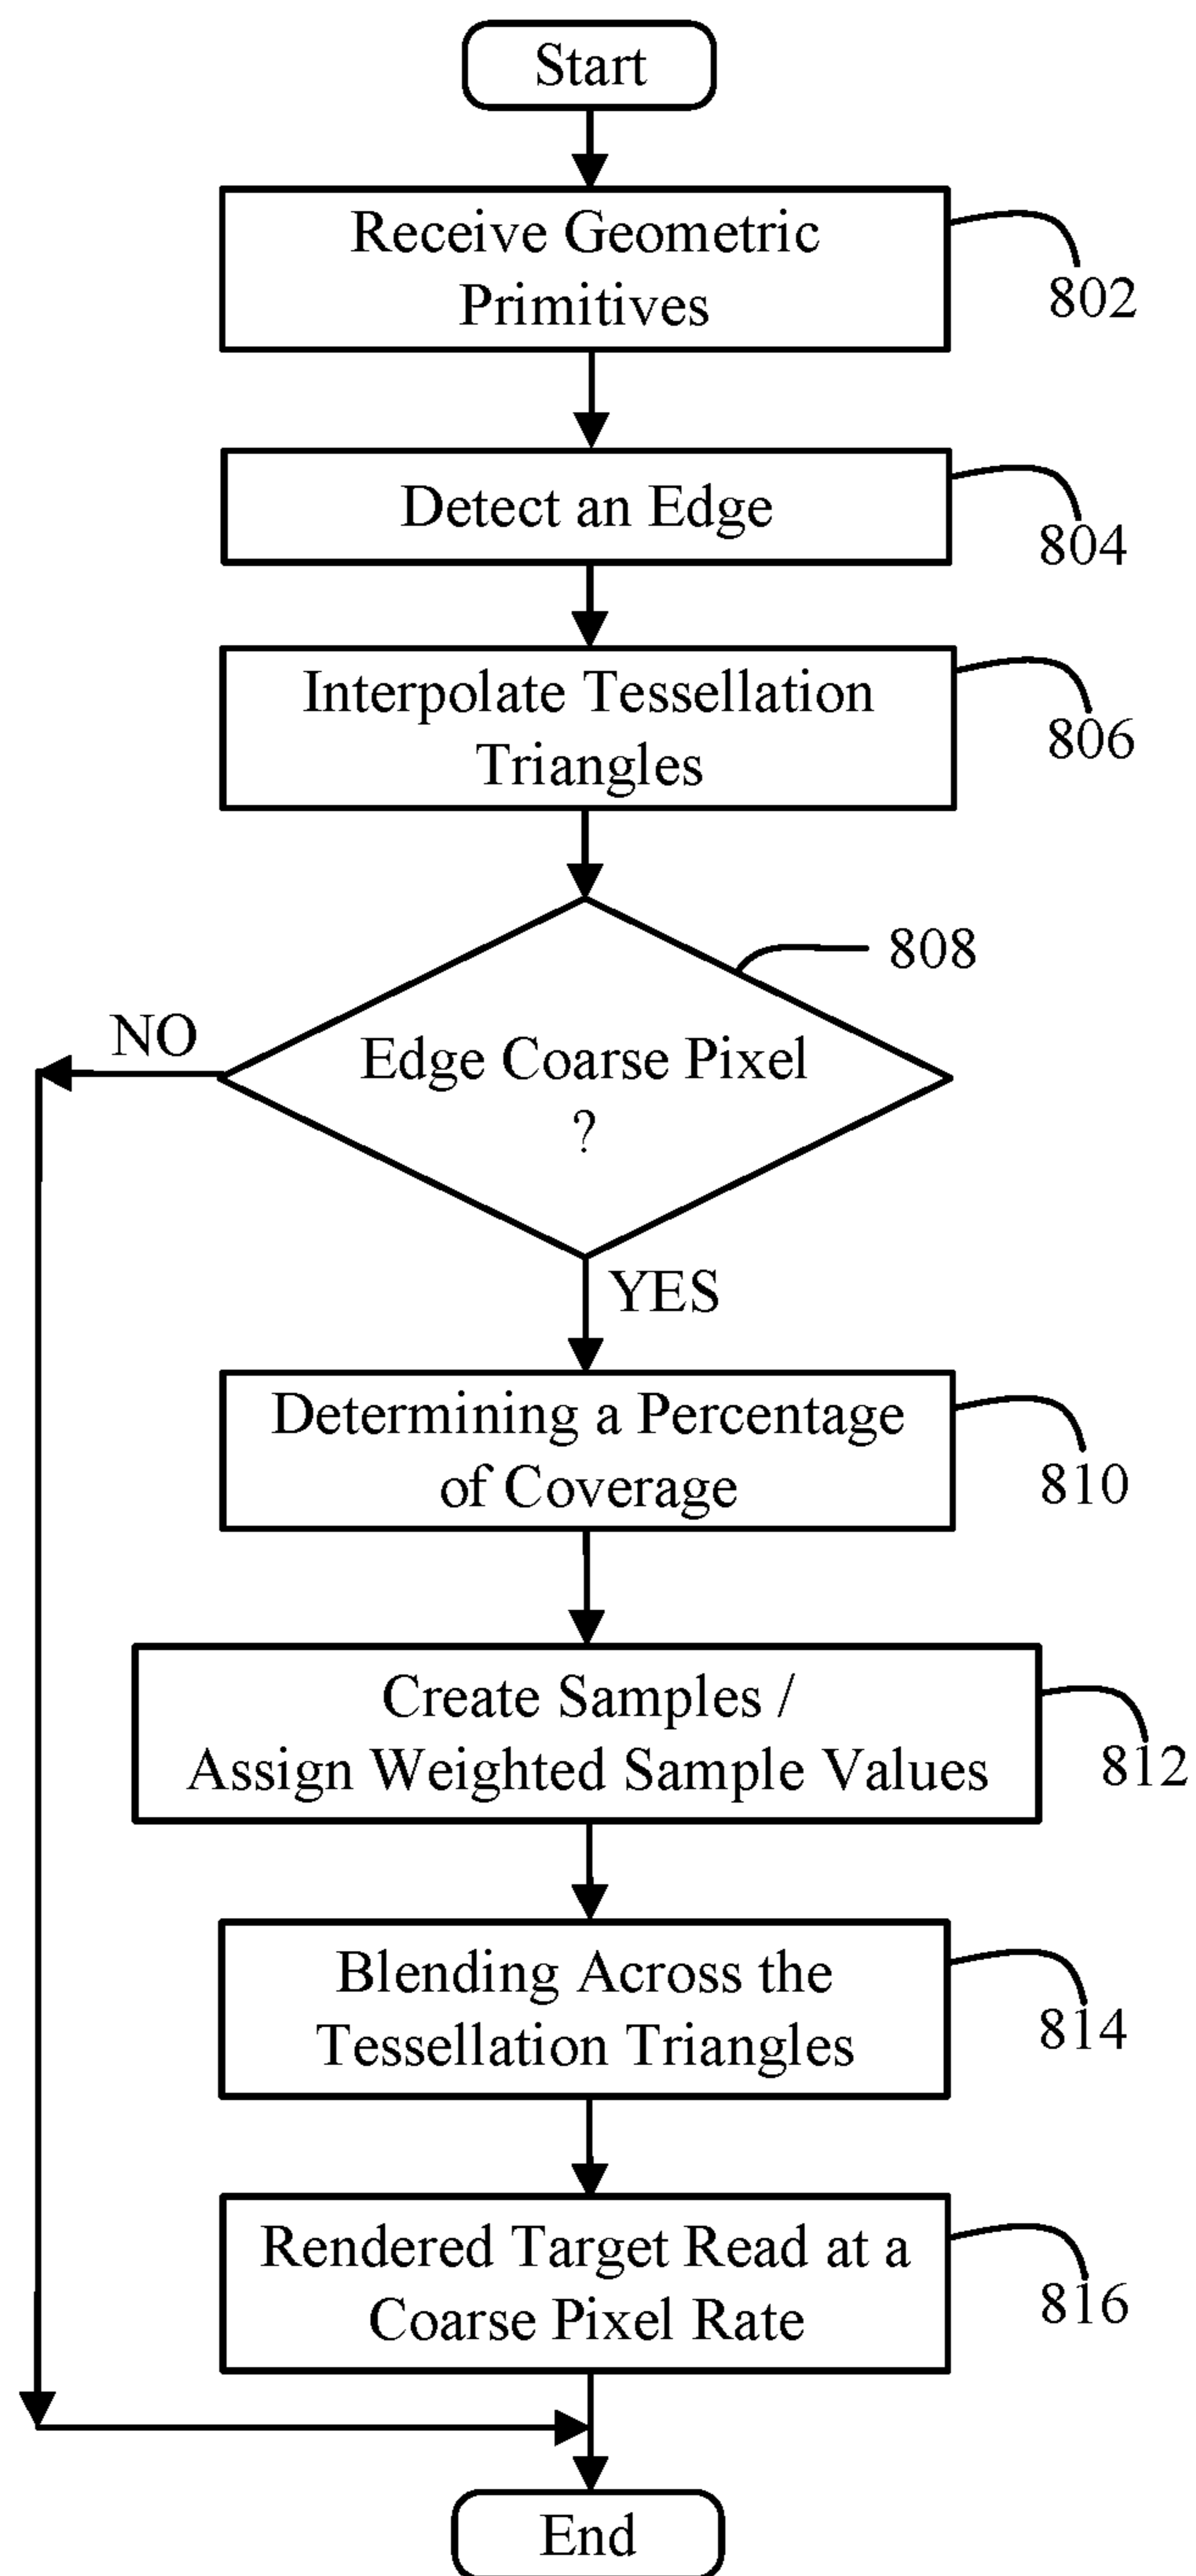 Start
Receive Geometric
Primitives
802
Detect an Edge
804
Interpolate Tessellation
Triangles
806
808
NO
Edge Coarse Pixel
?
YES
Determining a Percentage
of Coverage
810
Create Samples /
Assign Weighted Sample Values
812
Blending Across the
Tessellation Triangles
814
Rendered Target Read at a
Coarse Pixel Rate
816
End